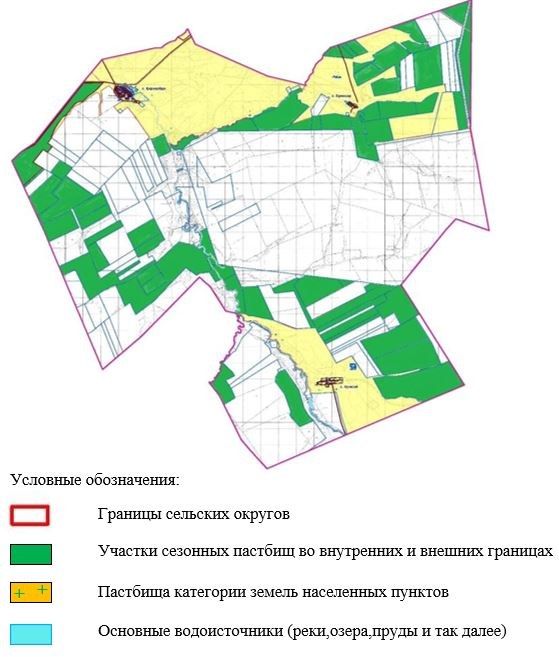 Условные обозначения:
Границы сельских округов
Участки сезонных пастбищ во внутренних и внешних границах
Пастбища категории земель населенных пунктов
Основные водоисточники (реки,озера,пруды и так далее)